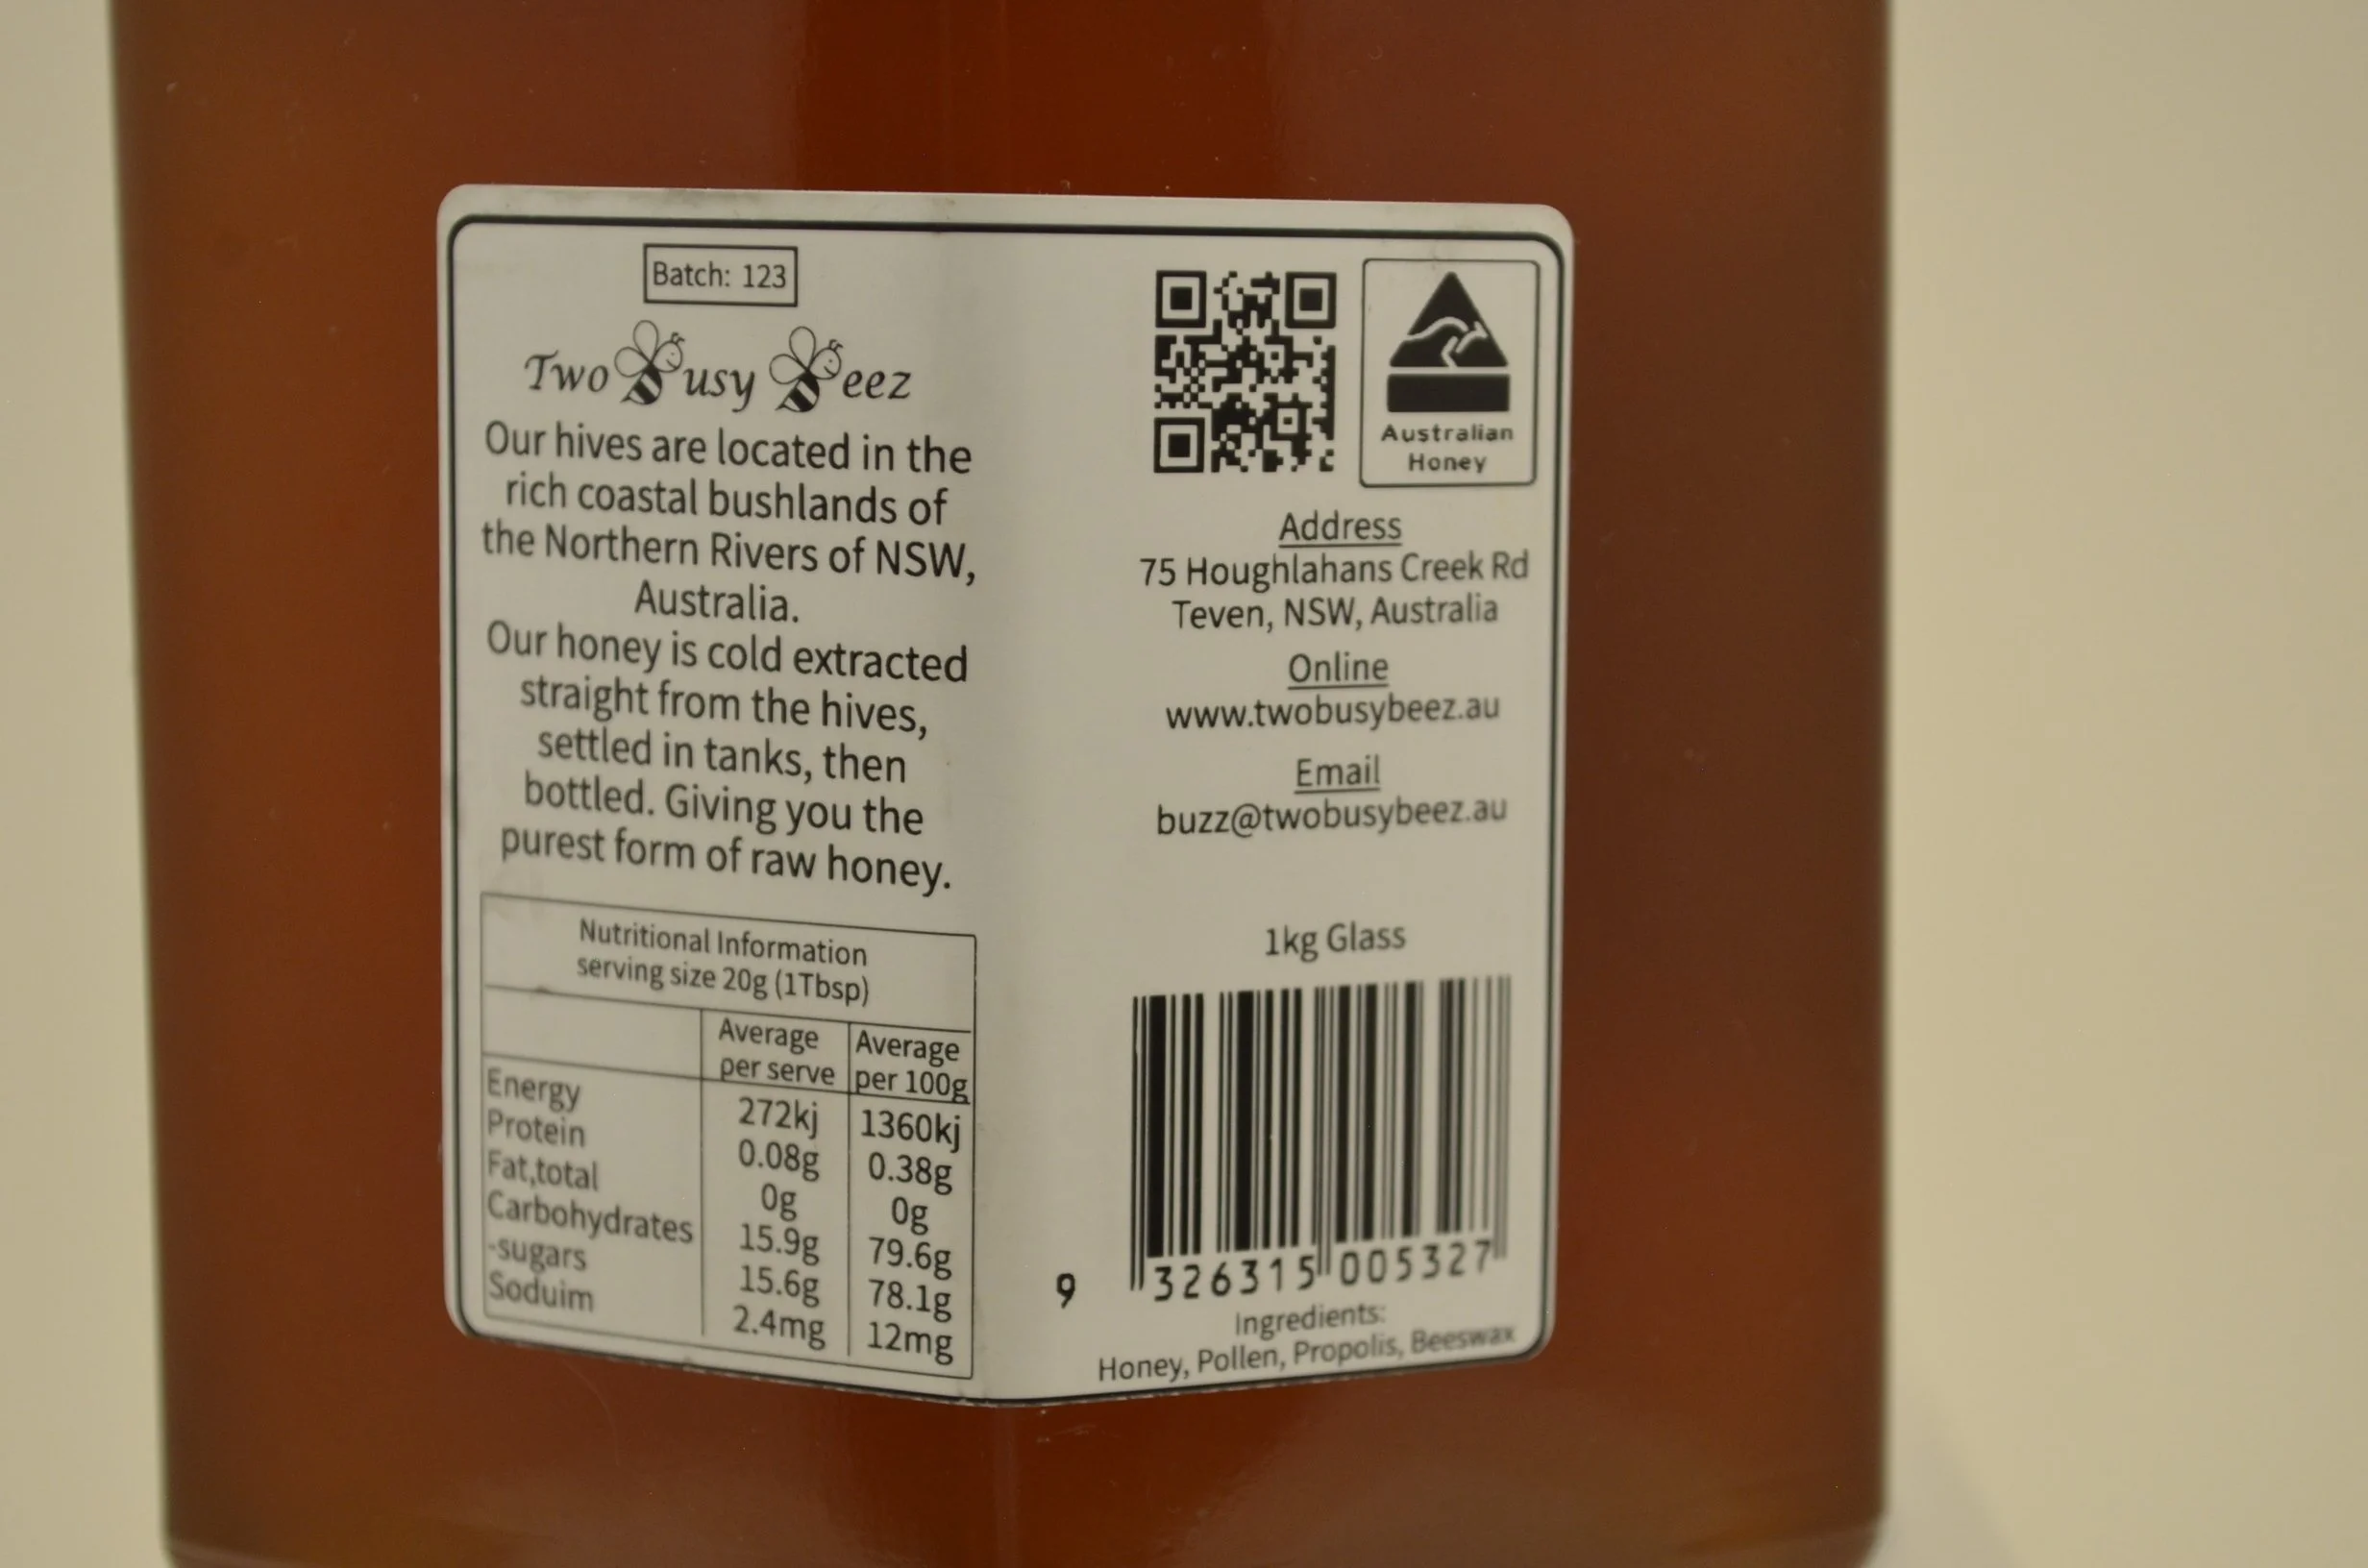 Batch: 123
Two Busy Beez
Our hives are located in the
rich coastal bushlands of
the Northern Rivers of NSW,
Australia.
Our honey is cold extracted
straight from the hives,
settled in tanks, then
bottled. Giving you the
purest form of raw honey.
Nutritional Information
serving size 20g (1Tbsp)
Average per serve Average per 100g
Energy 272kj 1360kj
Protein 0.08g 0.38g
Fat,total 0g 0g
Carbohydrates 15.9g 79.6g
-sugars 15.6g 78.1g
Soduim 2.4mg 12mg
Australian
Honey
Address
75 Houghlahans Creek Rd
Teven, NSW, Australia
Online
www.twobusybeez.au
Email
buzz@twobusybeez.au
1kg Glass
9 326315 005327
Ingredients:
Honey, Pollen, Propolis, Beeswax